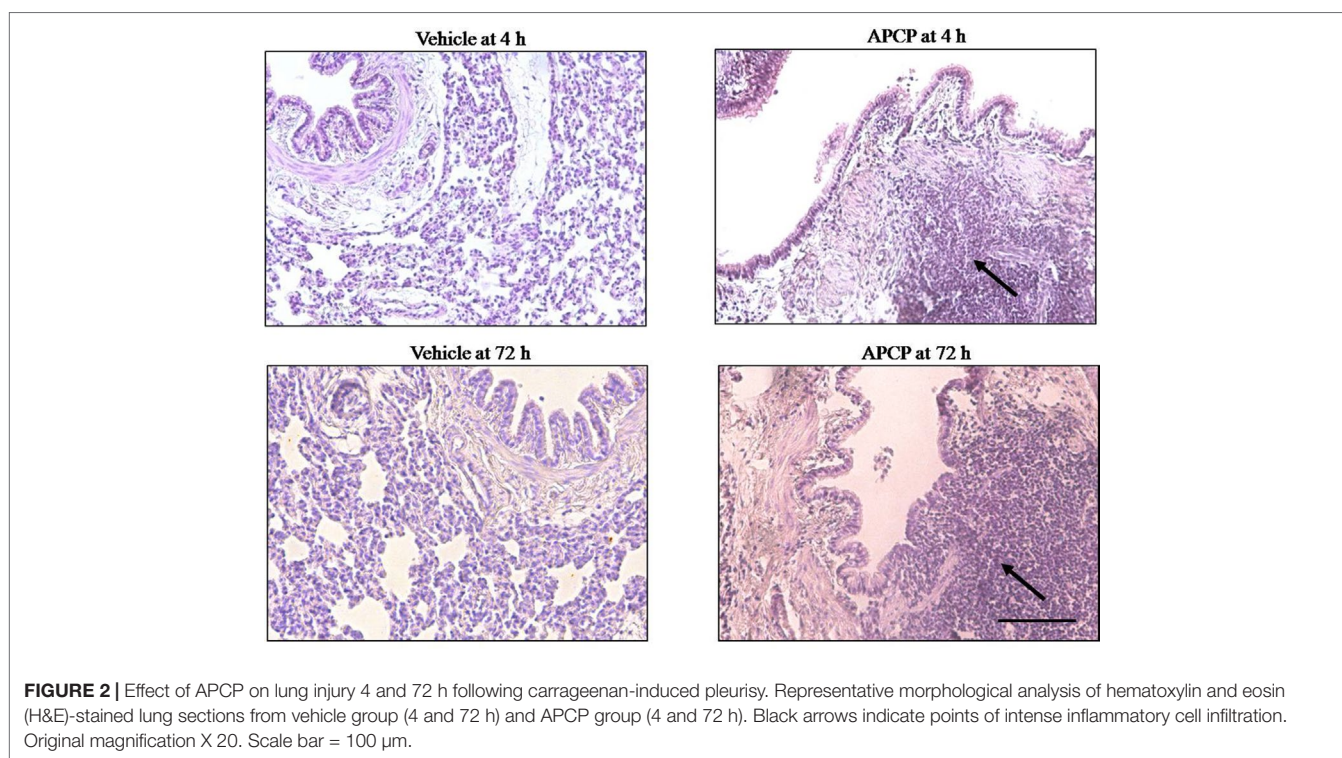 Vehicle at 4 h
APCP at 4 h
Vehicle at 72 h
APCP at 72 h
FIGURE 2 | Effect of APCP on lung injury 4 and 72 h following carrageenan-induced pleurisy. Representative morphological analysis of hematoxylin and eosin
(H&E)-stained lung sections from vehicle group (4 and 72 h) and APCP group (4 and 72 h). Black arrows indicate points of intense inflammatory cell infiltration.
Original magnification X 20. Scale bar = 100 μm.